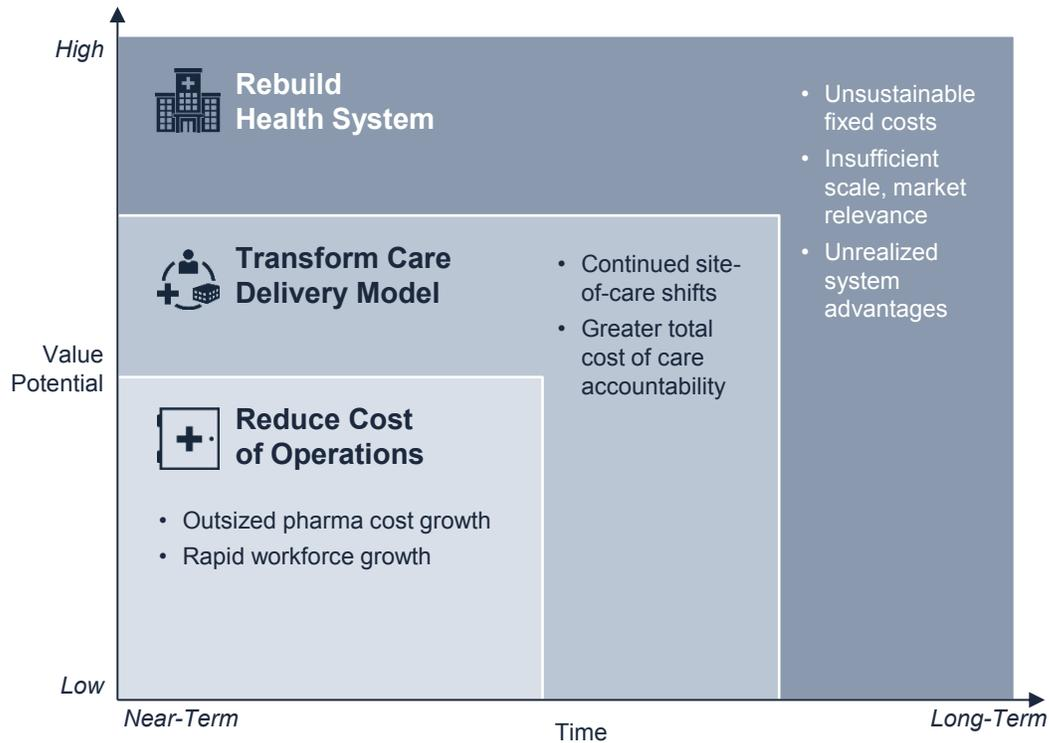 High
Rebuild
Health System
• Unsustainable
fixed costs
• Insufficient
scale, market
relevance
• Unrealized
system
advantages
Transform Care
Delivery Model
• Continued site-
of-care shifts
• Greater total
cost of care
accountability
Value
Potential
Reduce Cost
of Operations
• Outsized pharma cost growth
• Rapid workforce growth
Low
Near-Term
Time
Long-Term